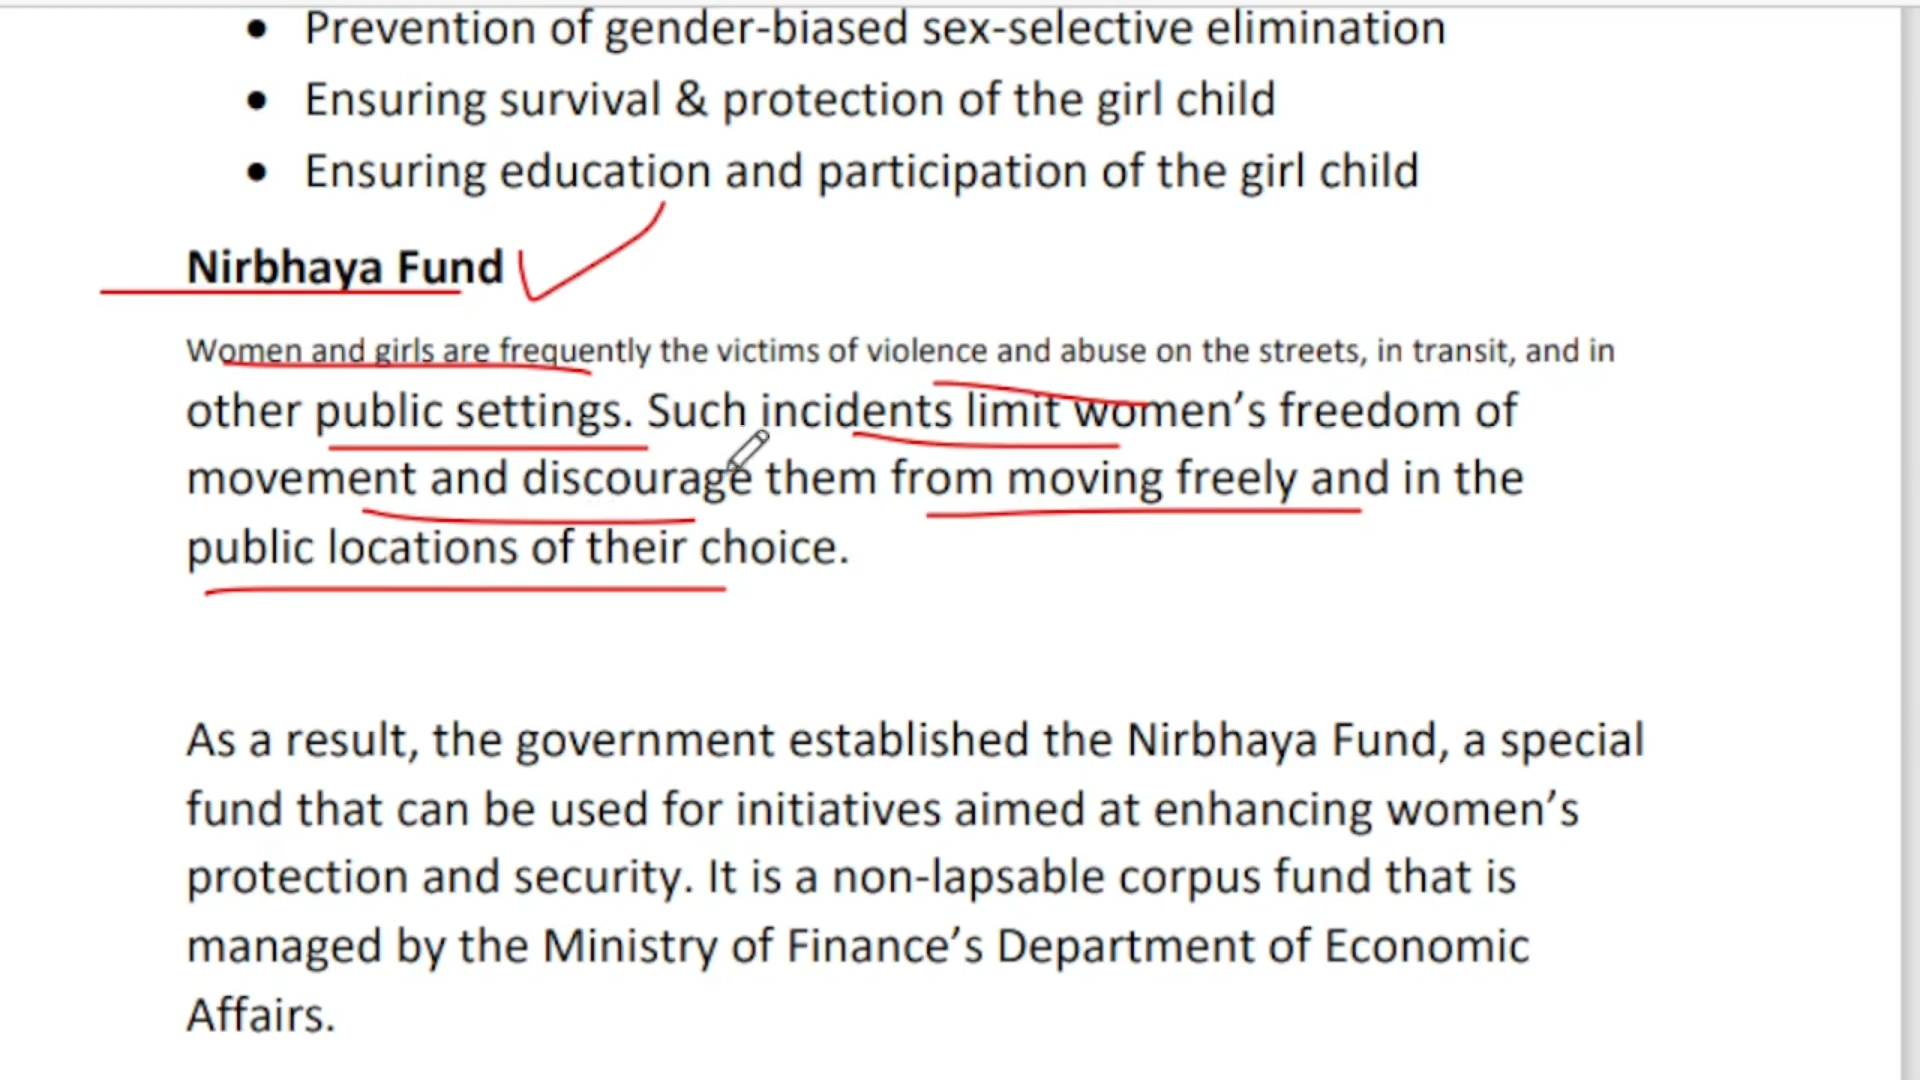 • Prevention of gender-biased sex-selective elimination
• Ensuring survival & protection of the girl child
• Ensuring education and participation of the girl child
Nirbhaya Fund
Women and girls are frequently the victims of violence and abuse on the streets, in transit, and in
other public settings. Such incidents limit women’s freedom of
movement and discourage them from moving freely and in the
public locations of their choice.
As a result, the government established the Nirbhaya Fund, a special
fund that can be used for initiatives aimed at enhancing women’s
protection and security. It is a non-lapsable corpus fund that is
managed by the Ministry of Finance’s Department of Economic
Affairs.